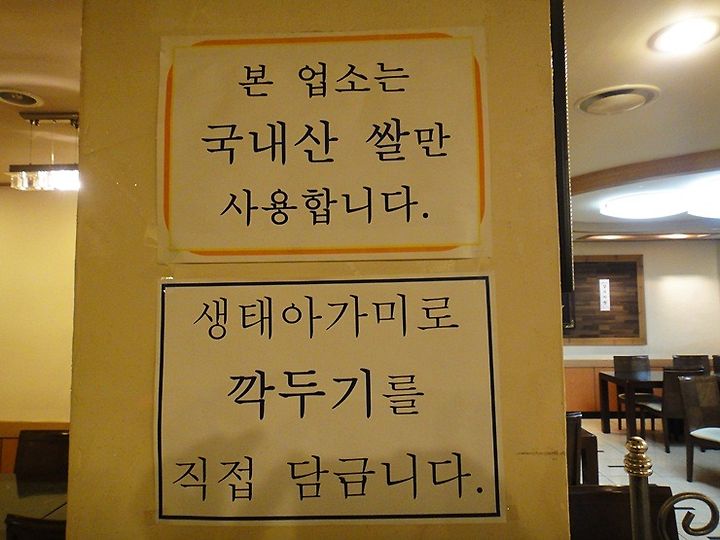 본 업소는
국내산 쌀만
사용합니다.
생태아가미로
깍두기를
직접 담금니다.